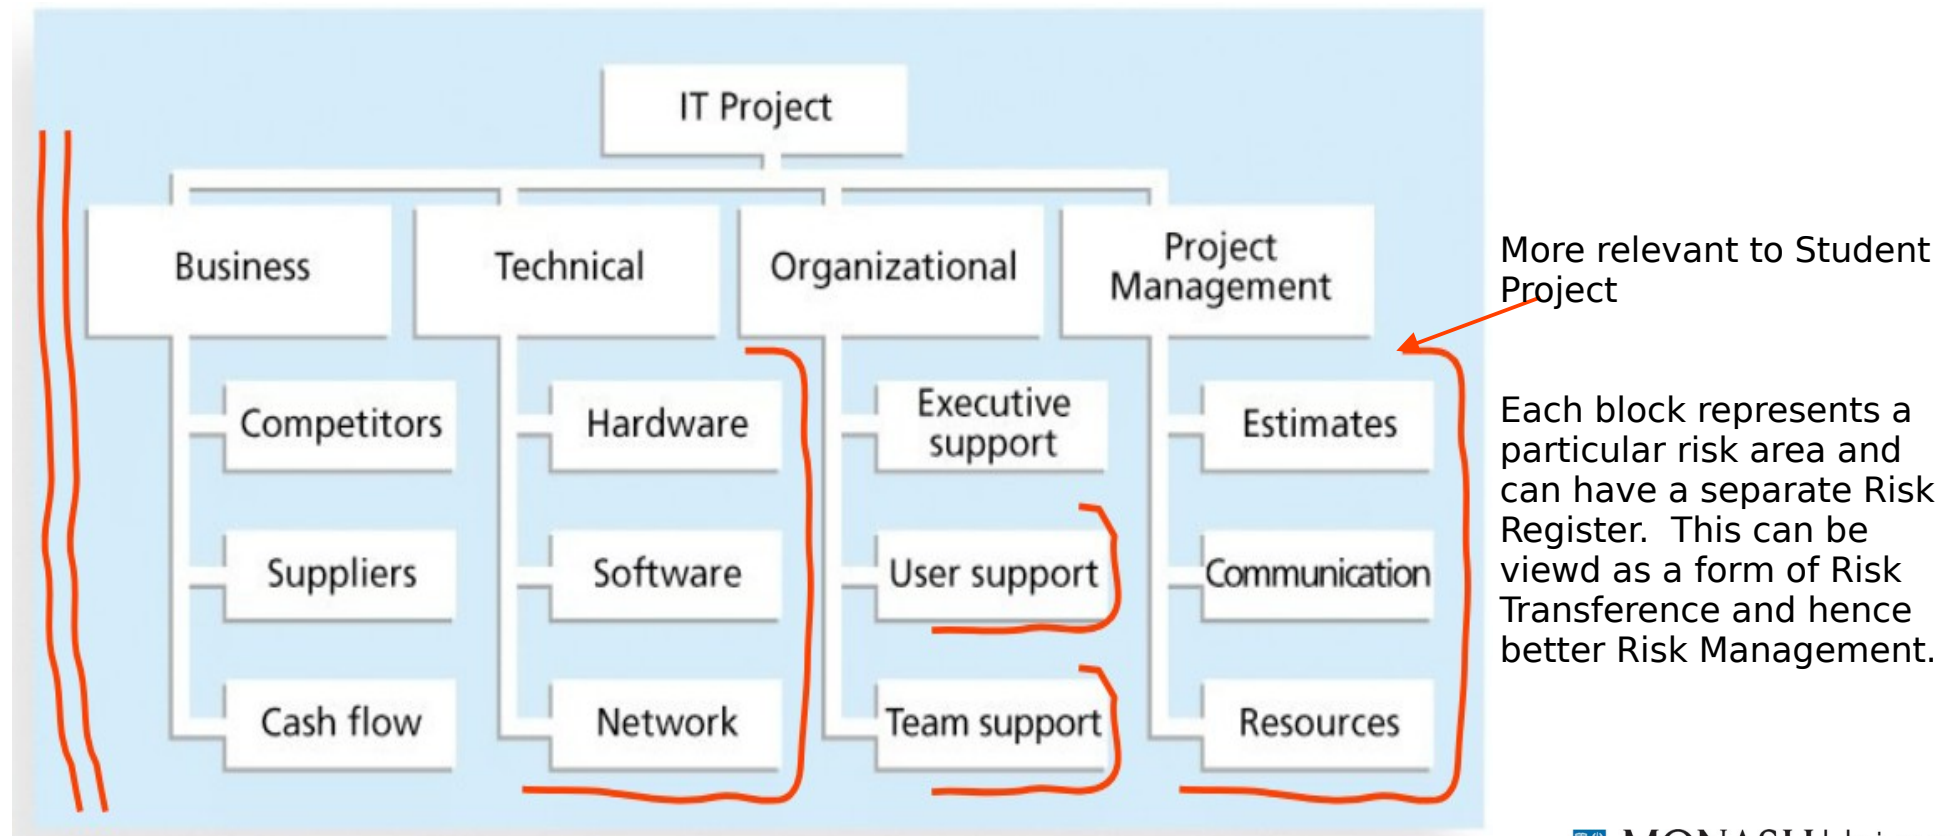 IT Project
Business
Technical
Organizational
Project
Management
Competitors
Hardware
Executive
support
Estimates
Suppliers
Software
User support
Communication
Cash flow
Network
Team support
Resources
More relevant to Student
Project
Each block represents a
particular risk area and
can have a separate Risk
Register.  This can be
viewd as a form of Risk
Transference and hence
better Risk Management.
MONASH